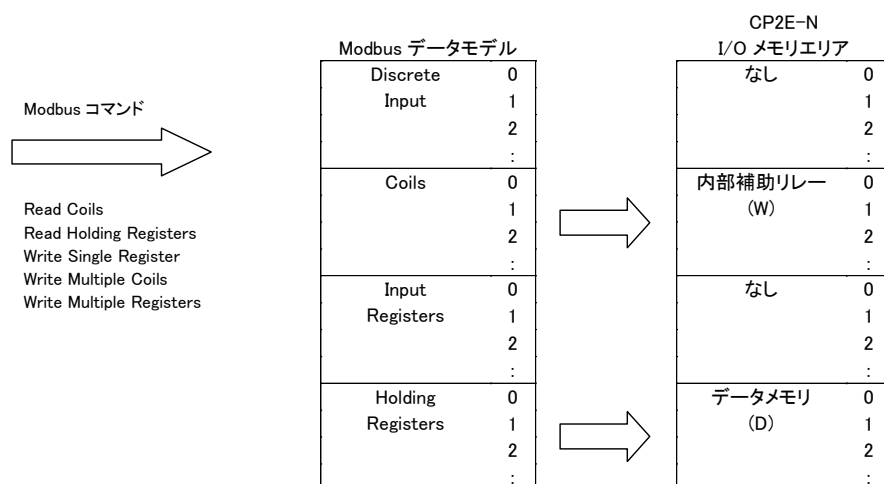 Modbus コマンド
Read Coils
Read Holding Registers
Write Single Register
Write Multiple Coils
Write Multiple Registers
Modbus データモデル
Discrete 0
Input 1
2
:
Coils 0
1
2
:
Input 0
Registers 1
2
:
Holding 0
Registers 1
2
:
CP2E-N
I/O メモリエリア
なし 0
1
2
:
内部補助リレー 0
(W) 1
2
:
なし 0
1
2
:
データメモリ 0
(D) 1
2
: